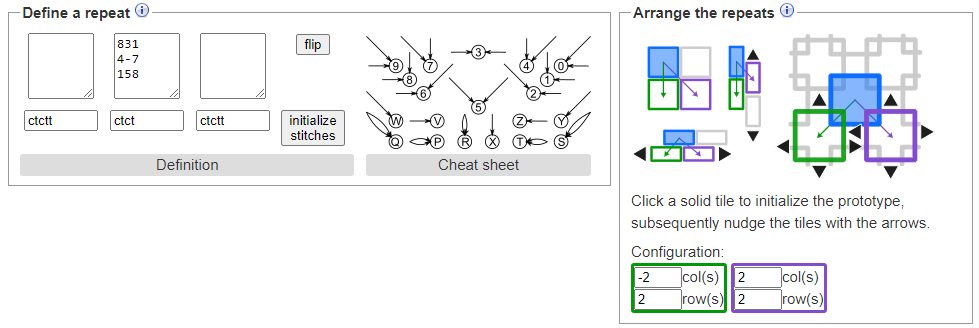 Define a repeat i
831
4-7
158
flip
ctctt
ctct
ctctt
initialize
stitches
Definition
9 7 3 4 0
8 1
6 2
5
W V Z Y
Q P R X T S
Cheat sheet
Arrange the repeats i
Click a solid tile to initialize the prototype,
subsequently nudge the tiles with the arrows.
Configuration:
-2 col(s) 2 col(s)
2 row(s) 2 row(s)